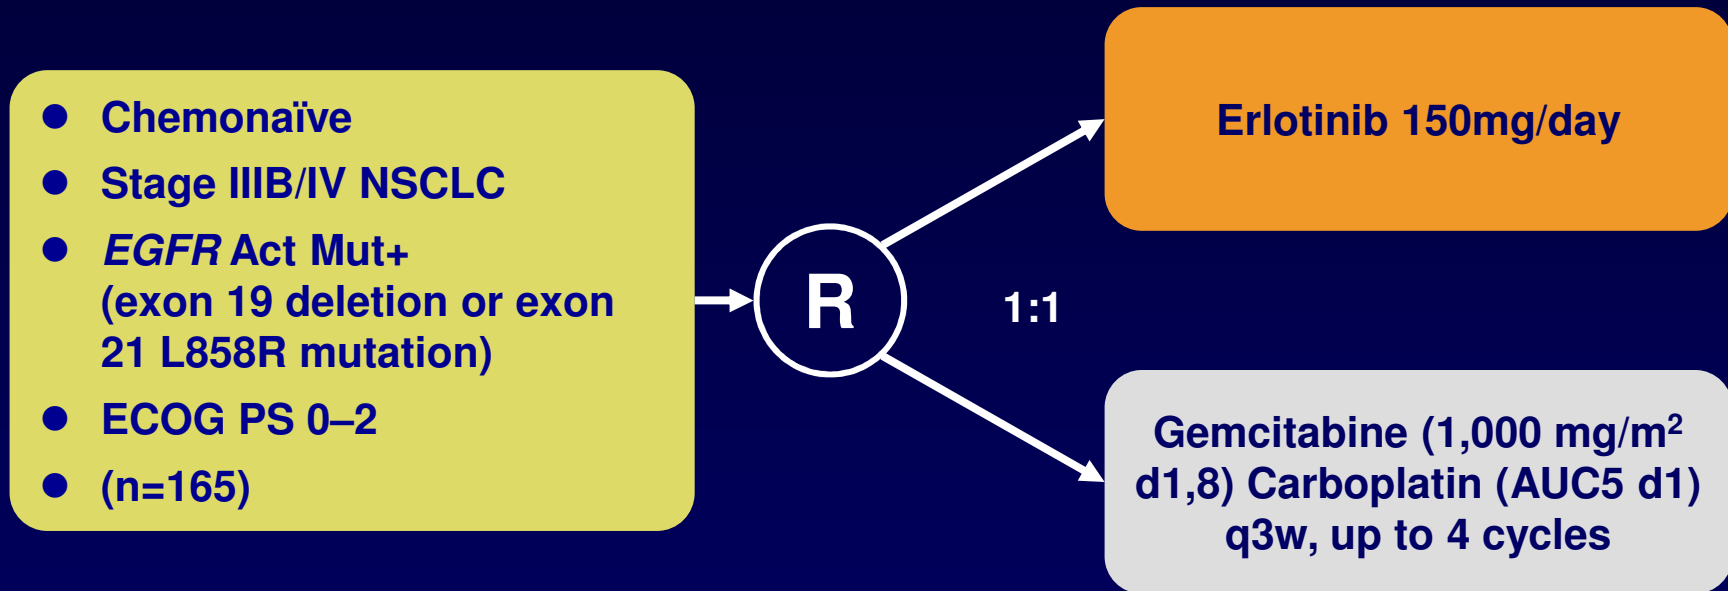 ● Chemonaïve
● Stage IIIB/IV NSCLC
● EGFR Act Mut+
(exon 19 deletion or exon
21 L858R mutation)
● ECOG PS 0–2
● (n=165)
R
1:1
Erlotinib 150mg/day
Gemcitabine (1,000 mg/m²
d1,8) Carboplatin (AUC5 d1)
q3w, up to 4 cycles